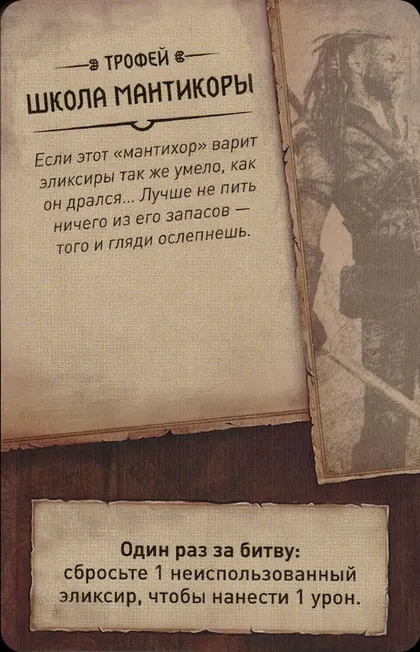 ТРОФЕЙ
ШКОЛА МАНТИКОРЫ
Если этот «мантихор» варит
эликсиры так же умело, как
он дрался... Лучше не пить
ничего из его запасов —
того и гляди ослепнешь.
Один раз за битву:
сбросьте 1 неиспользованный
эликсир, чтобы нанести 1 урон.